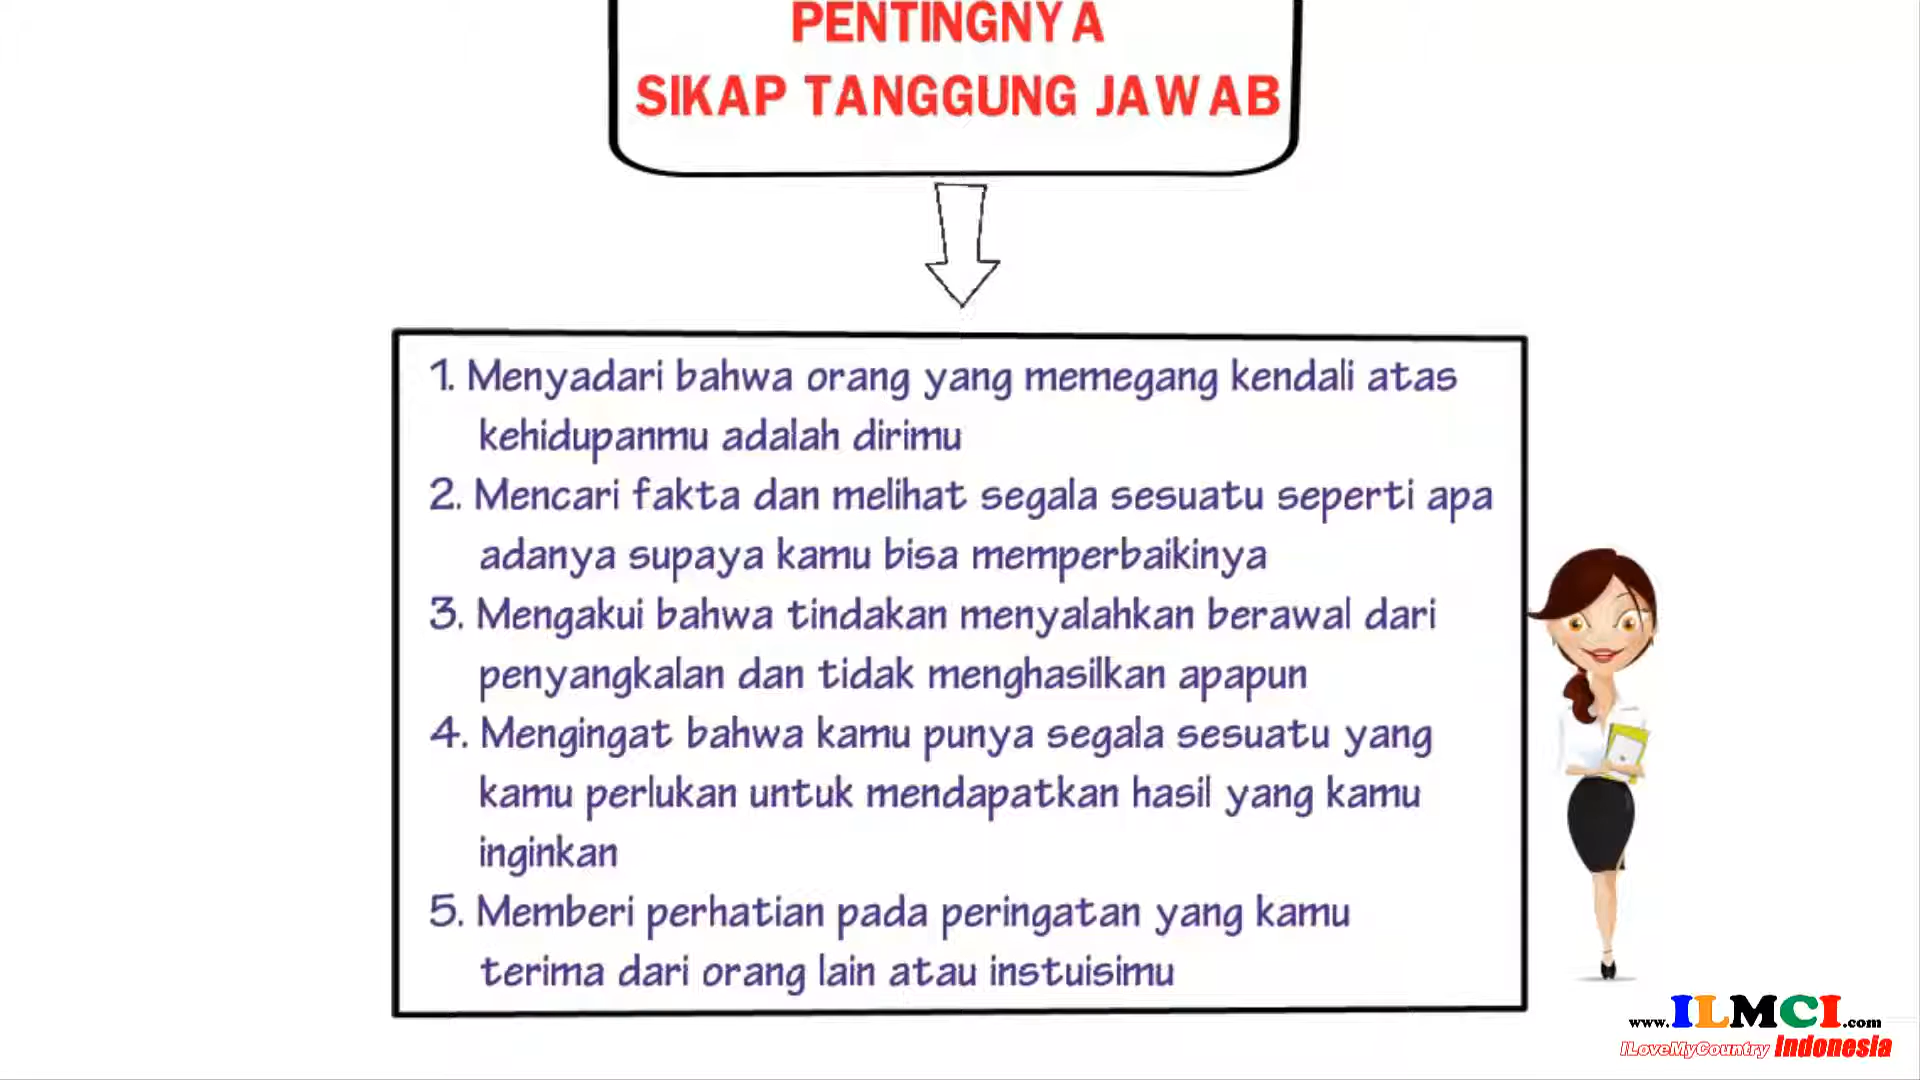 PENTINGNYA
SIKAP TANGGUNG JAWAB
1. Menyadari bahwa orang yang memegang kendali atas
kehidupanmu adalah dirimu
2. Mencari fakta dan melihat segala sesuatu seperti apa
adanya supaya kamu bisa memperbaikinya
3. Mengakui bahwa tindakan menyalahkan berawal dari
penyangkalan dan tidak menghasilkan apapun
4. Mengingat bahwa kamu punya segala sesuatu yang
kamu perlukan untuk mendapatkan hasil yang kamu
inginkan
5. Memberi perhatian pada peringatan yang kamu
terima dari orang lain atau instuisimu
www.ILMCI.com
ILoveMyCountry Indonesia